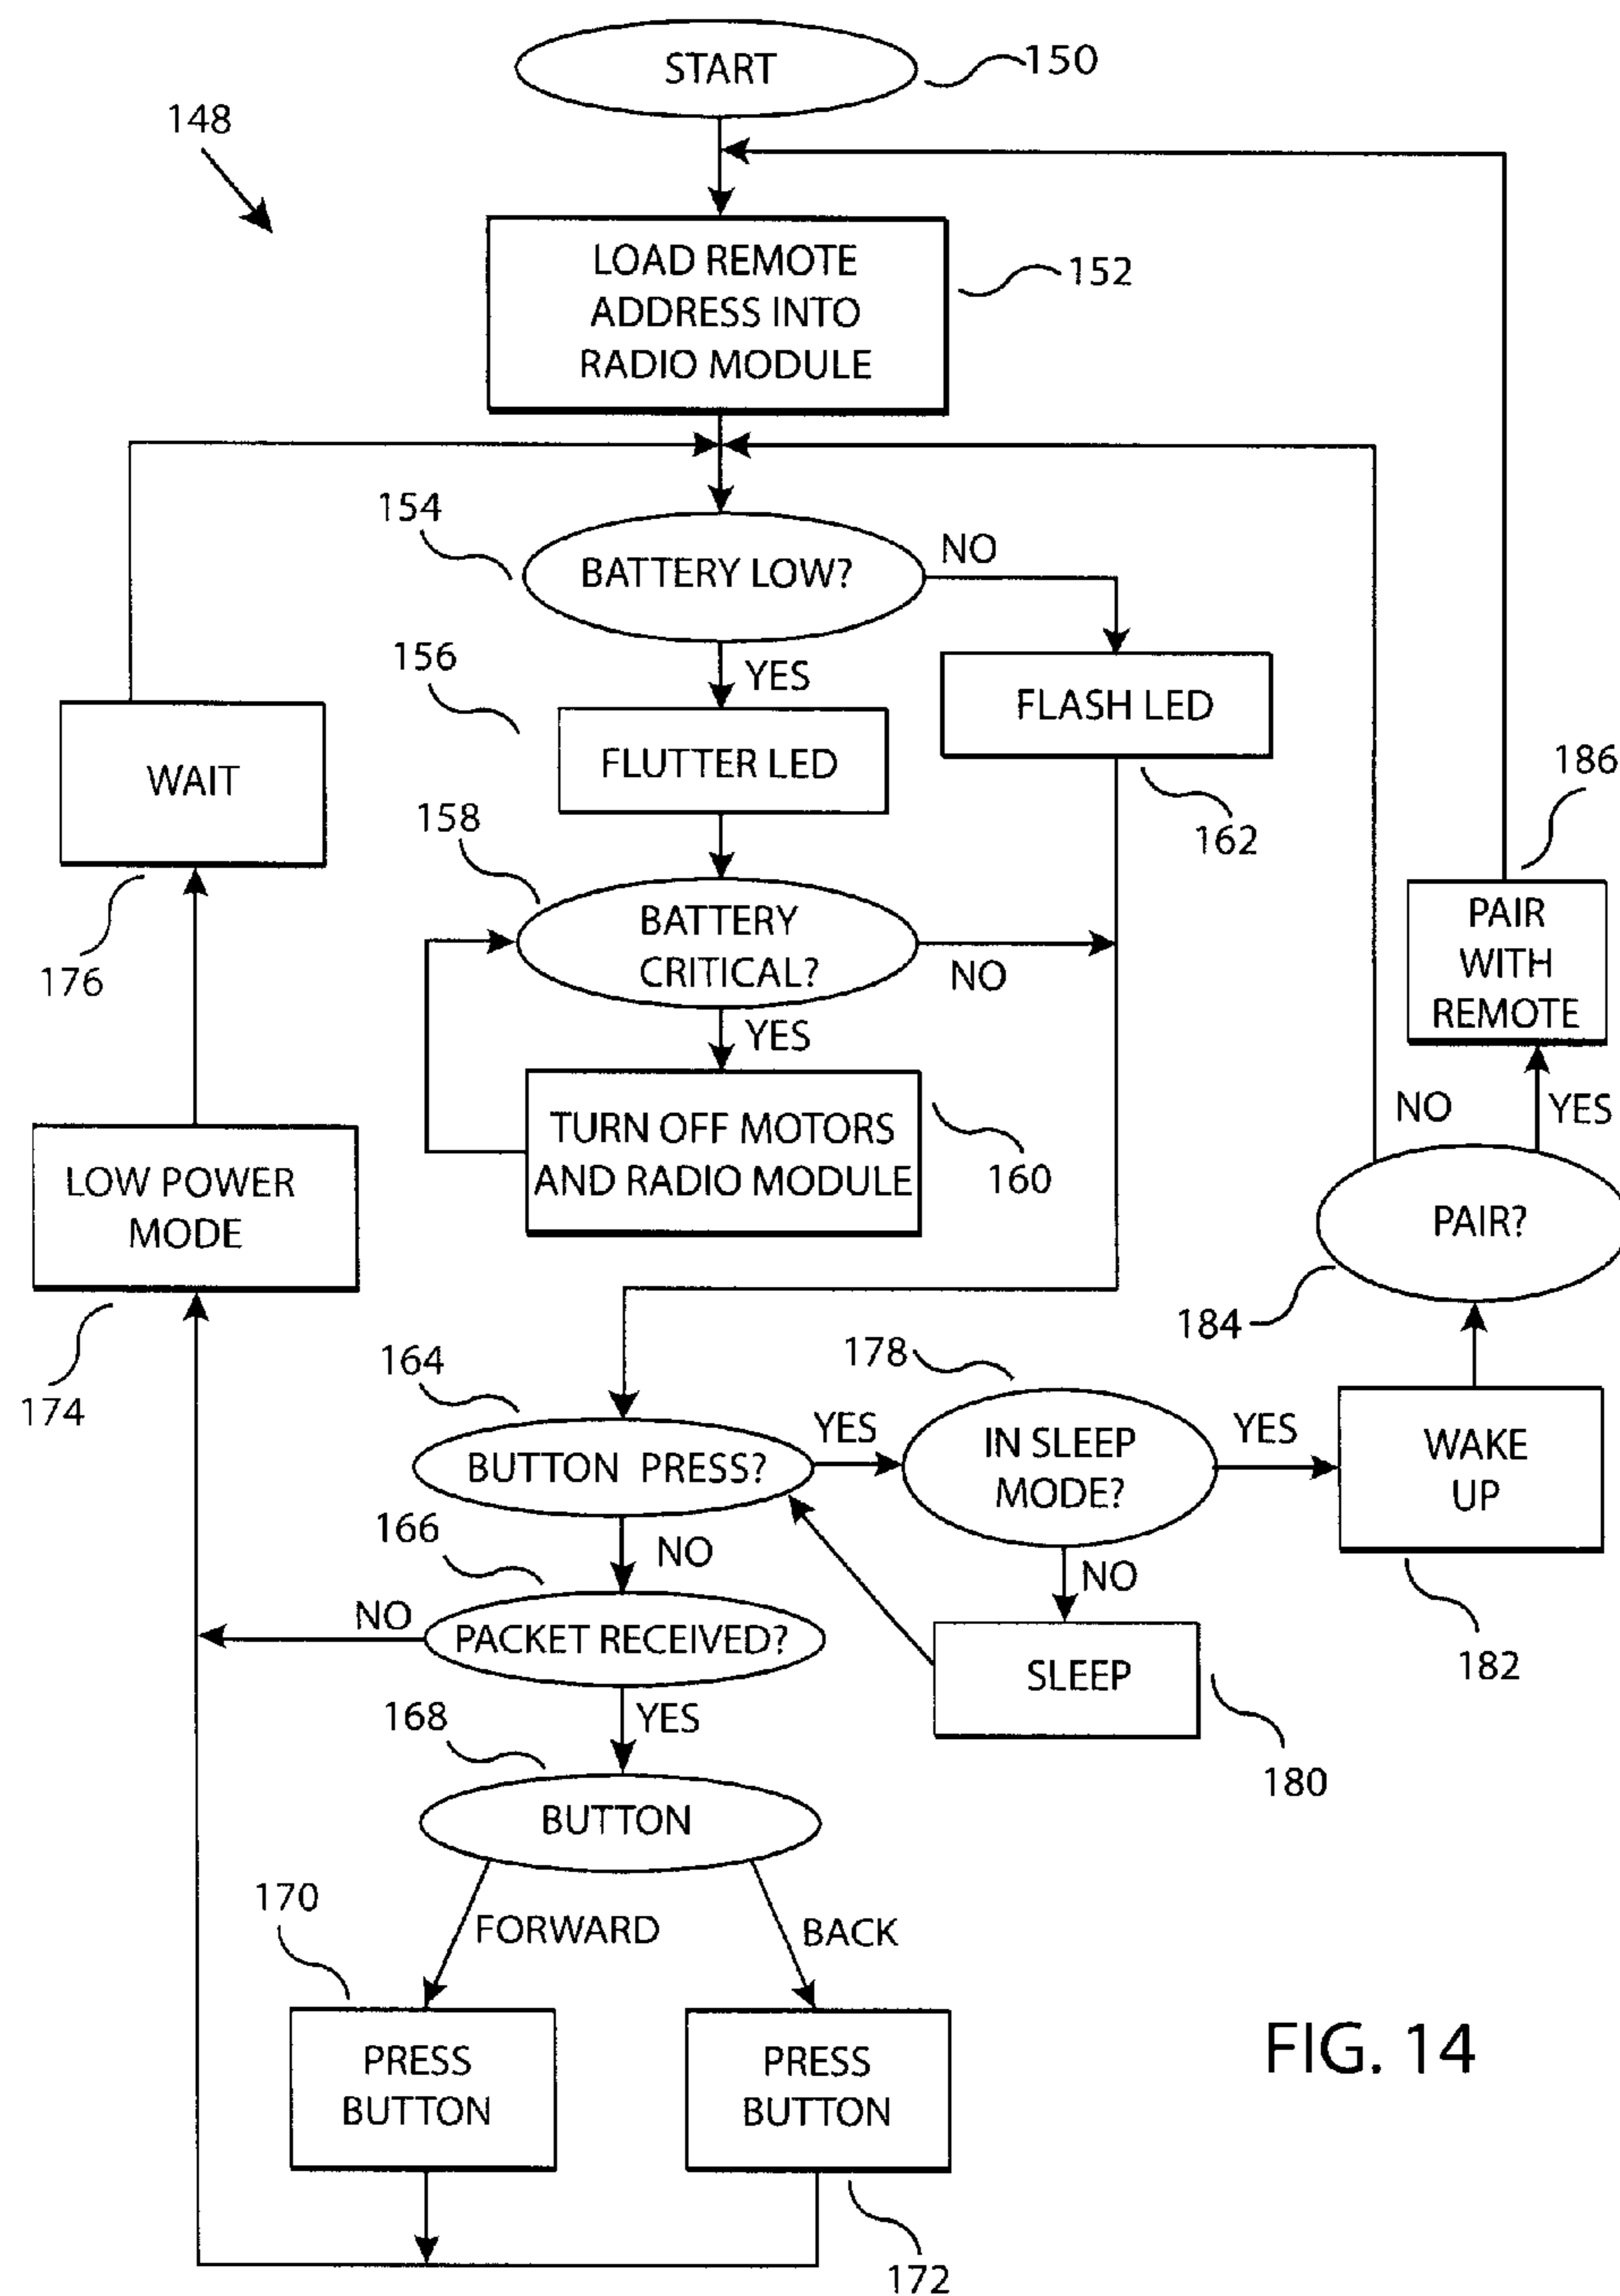 START
150
148
LOAD REMOTE
ADDRESS INTO
RADIO MODULE
152
154
BATTERY LOW?
NO
156
YES
FLASH LED
162
WAIT
176
FLUTTER LED
158
BATTERY
CRITICAL?
NO
YES
186
PAIR
WITH
REMOTE
TURN OFF MOTORS
AND RADIO MODULE
160
NO
YES
LOW POWER
MODE
174
PAIR?
184
164
BUTTON PRESS?
YES
178
IN SLEEP
MODE?
YES
WAKE
UP
182
166
NO
NO
PACKET RECEIVED?
NO
SLEEP
180
168
YES
BUTTON
170
FORWARD
BACK
PRESS
BUTTON
PRESS
BUTTON
172
FIG. 14